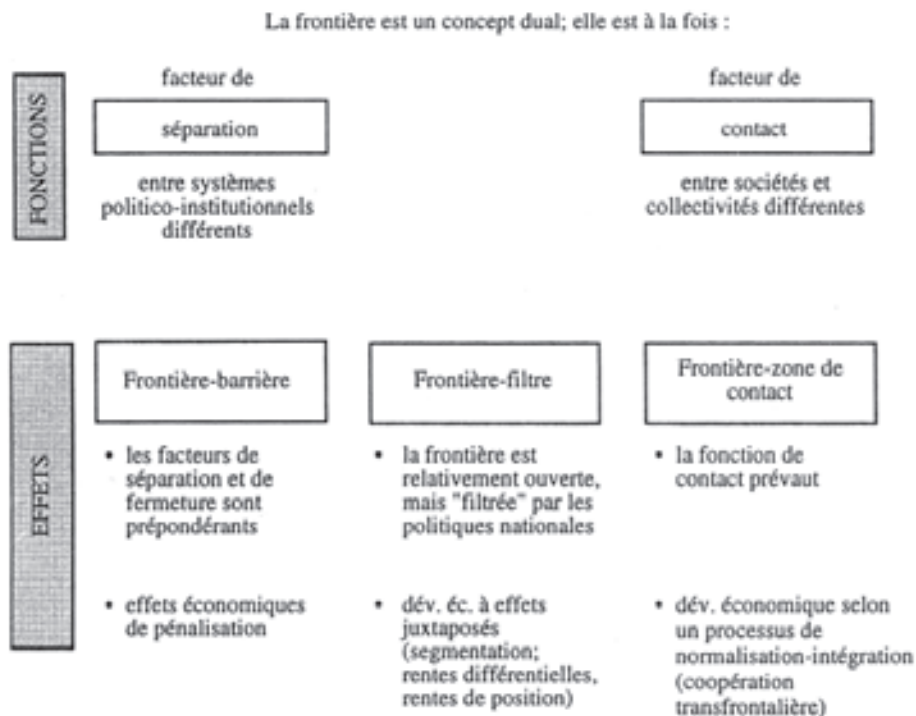 La frontière est un concept dual; elle est à la fois :
FONCTIONS
facteur de
séparation
entre systèmes
politico-institutionnels
différents
facteur de
contact
entre sociétés et
collectivités différentes
EFFETS
Frontière-barrière
• les facteurs de
séparation et de
fermeture sont
prépondérants
• effets économiques
de pénalisation
Frontière-filtre
• la frontière est
relativement ouverte,
mais "filtrée" par les
politiques nationales
• dév. éc. à effets
juxtaposés
(segmentation;
rentes différentielles,
rentes de position)
Frontière-zone de
contact
• la fonction de
contact prévaut
• dév. économique selon
un processus de
normalisation-intégration
(coopération
transfrontalière)